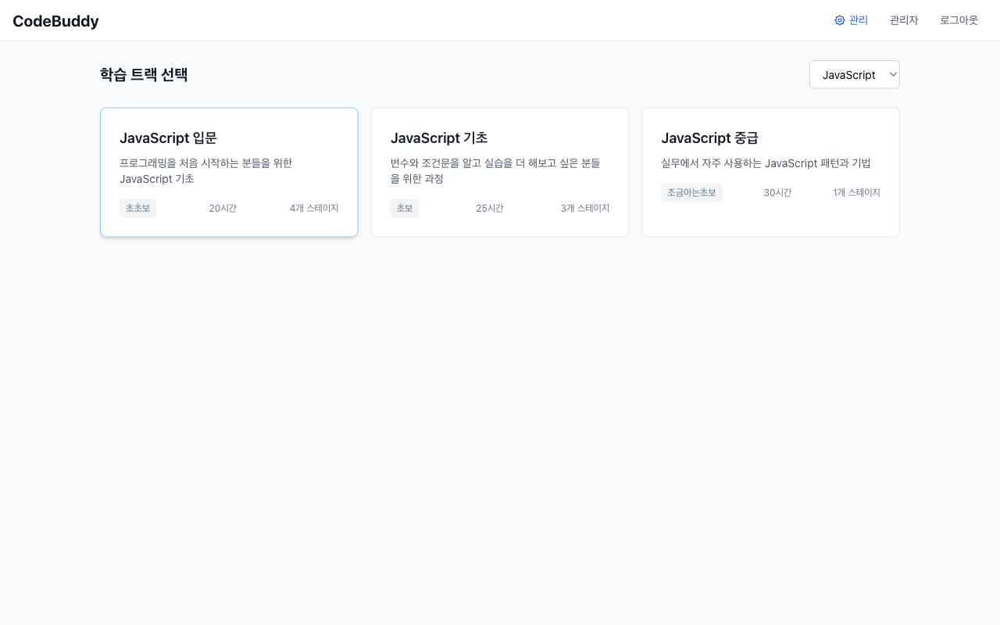 CodeBuddy
관리
관리자
로그아웃
학습 트랙 선택
JavaScript
JavaScript 입문
프로그래밍을 처음 시작하는 분들을 위한
JavaScript 기초
초초보
20시간
4개 스테이지
JavaScript 기초
변수와 조건문을 알고 실습을 더 해보고 싶은 분들
을 위한 과정
초보
25시간
3개 스테이지
JavaScript 중급
실무에서 자주 사용하는 JavaScript 패턴과 기법
조금아는초보
30시간
1개 스테이지